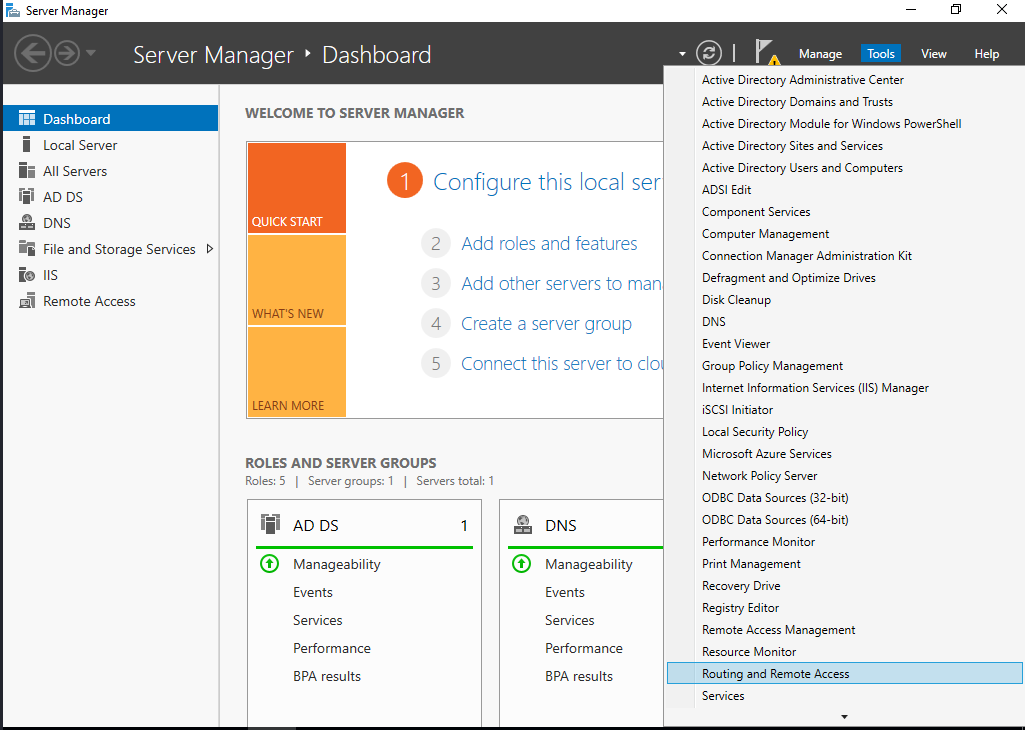 Server Manager
Server Manager ‣ Dashboard
Manage
Tools
View
Help
Dashboard
Local Server
All Servers
AD DS
DNS
File and Storage Services
IIS
Remote Access
WELCOME TO SERVER MANAGER
QUICK START
WHAT'S NEW
LEARN MORE
1 Configure this local ser
2 Add roles and features
3 Add other servers to man
4 Create a server group
5 Connect this server to clou
ROLES AND SERVER GROUPS
Roles: 5 | Server groups: 1 | Servers total: 1
AD DS 1
Manageability
Events
Services
Performance
BPA results
DNS
Manageability
Events
Services
Performance
BPA results
Active Directory Administrative Center
Active Directory Domains and Trusts
Active Directory Module for Windows PowerShell
Active Directory Sites and Services
Active Directory Users and Computers
ADSI Edit
Component Services
Computer Management
Connection Manager Administration Kit
Defragment and Optimize Drives
Disk Cleanup
DNS
Event Viewer
Group Policy Management
Internet Information Services (IIS) Manager
iSCSI Initiator
Local Security Policy
Microsoft Azure Services
Network Policy Server
ODBC Data Sources (32-bit)
ODBC Data Sources (64-bit)
Performance Monitor
Print Management
Recovery Drive
Registry Editor
Remote Access Management
Resource Monitor
Routing and Remote Access
Services